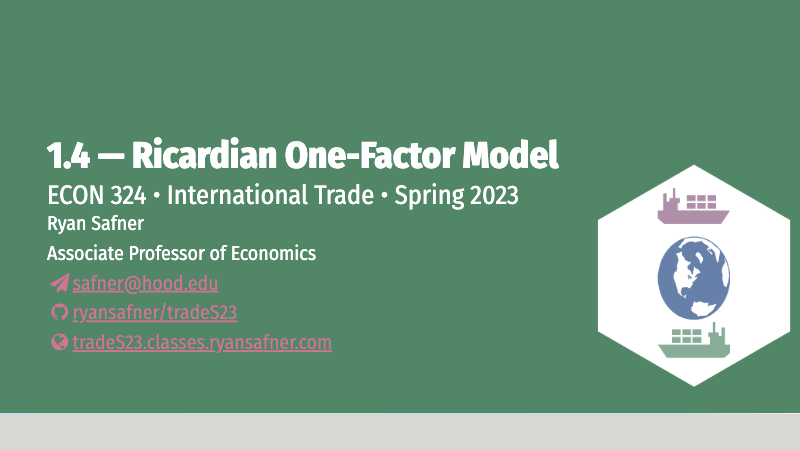 1.4 — Ricardian One-Factor Model
ECON 324 • International Trade • Spring 2023
Ryan Safner
Associate Professor of Economics
safner@hood.edu
ryansafner/tradeS23
tradeS23.classes.ryansafner.com